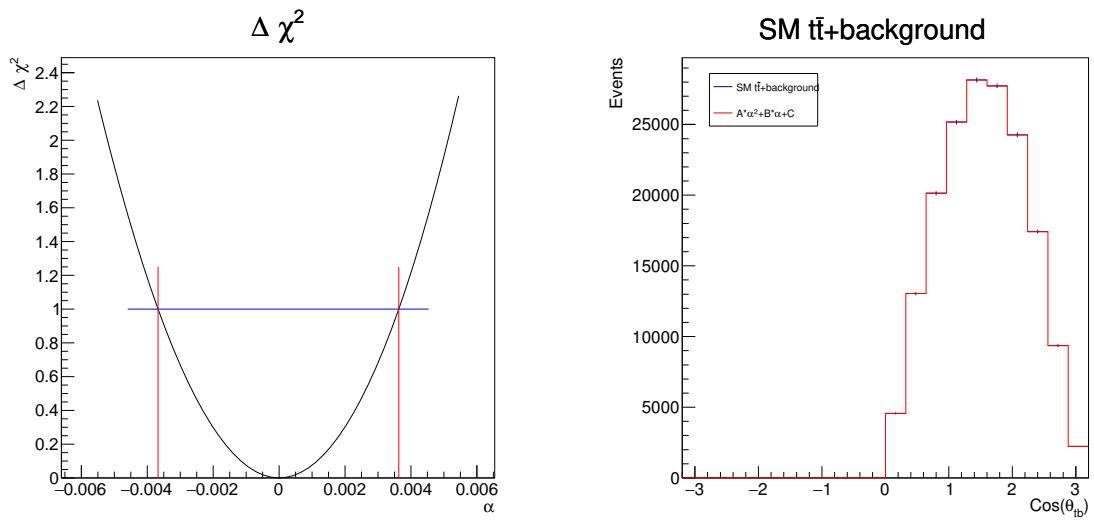 Δ χ²
Δ χ²
2.4
2.2
2
1.8
1.6
1.4
1.2
1
0.8
0.6
0.4
0.2
0
−0.006 −0.004 −0.002 0 0.002 0.004 0.006
α
SM tt̄+background
Events
SM tt̄+background
A*α²+B*α+C
25000
20000
15000
10000
5000
0
−3 −2 −1 0 1 2 3
Cos(θtb)